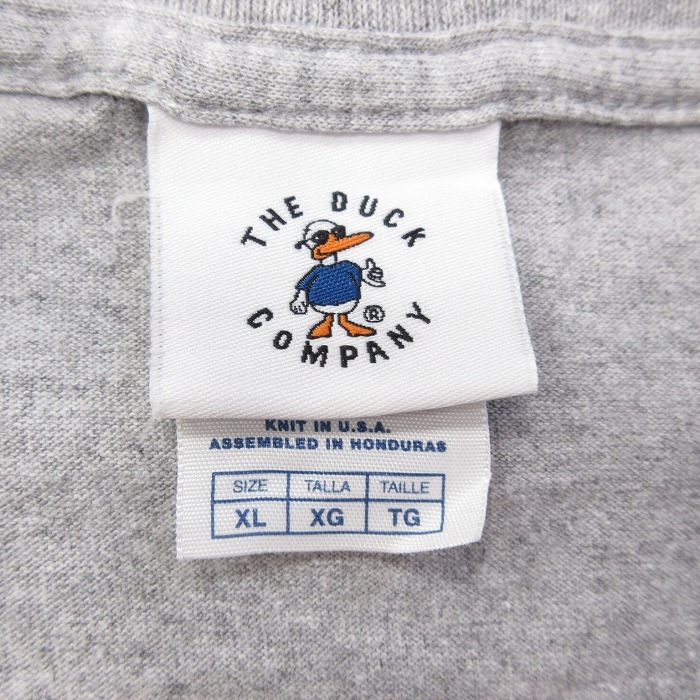 THE DUCK
®
COMPANY
KNIT IN U.S.A.
ASSEMBLED IN HONDURAS
SIZE TALLA TAILLE
XL XG TG